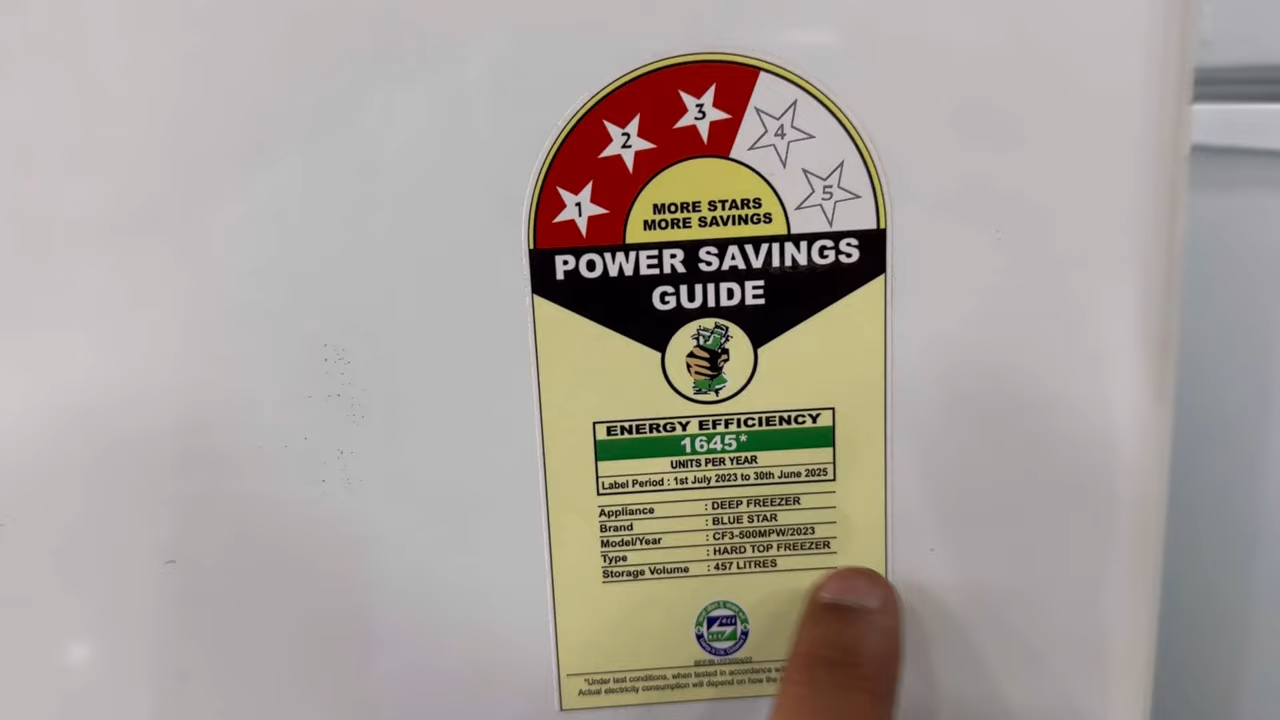 1 2 3 4 5
MORE STARS
MORE SAVINGS
POWER SAVINGS
GUIDE
ENERGY EFFICIENCY
1645*
UNITS PER YEAR
Label Period : 1st July 2023 to 30th June 2025
Appliance : DEEP FREEZER
Brand : BLUE STAR
Model/Year : CF3-500MPW/2023
Type : HARD TOP FREEZER
Storage Volume : 457 LITRES
*Under test conditions, when tested in accordance
Actual electricity consumption will depend on how the